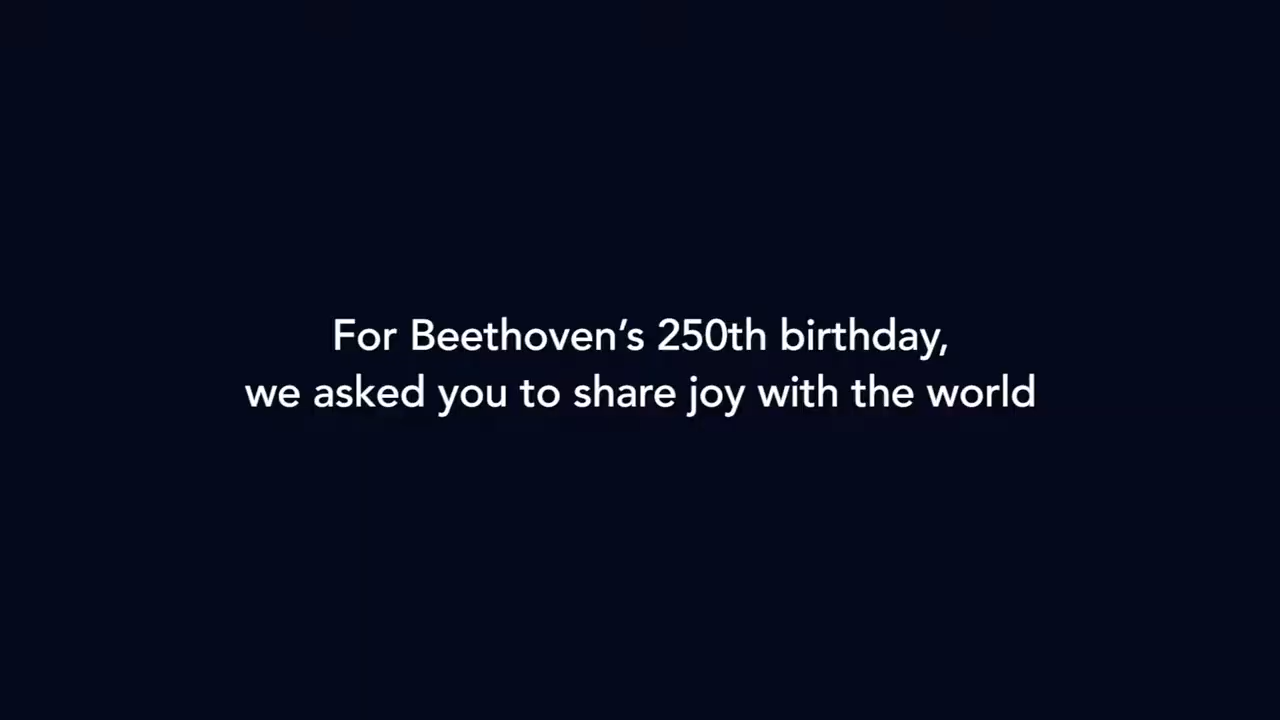 For Beethoven’s 250th birthday,
we asked you to share joy with the world